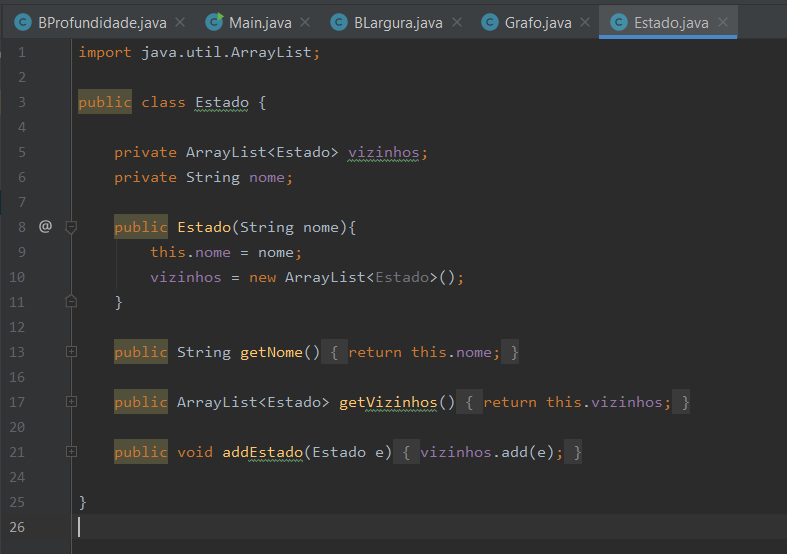 BProfundidade.java Main.java BLargura.java Grafo.java Estado.java
1 import java.util.ArrayList;
2
3 public class Estado {
4
5 private ArrayList<Estado> vizinhos;
6 private String nome;
7
8 @ public Estado(String nome){
9 this.nome = nome;
10 vizinhos = new ArrayList<Estado>();
11 }
12
13 public String getNome() { return this.nome; }
16
17 public ArrayList<Estado> getVizinhos() { return this.vizinhos; }
20
21 public void addEstado(Estado e) { vizinhos.add(e); }
24
25 }
26